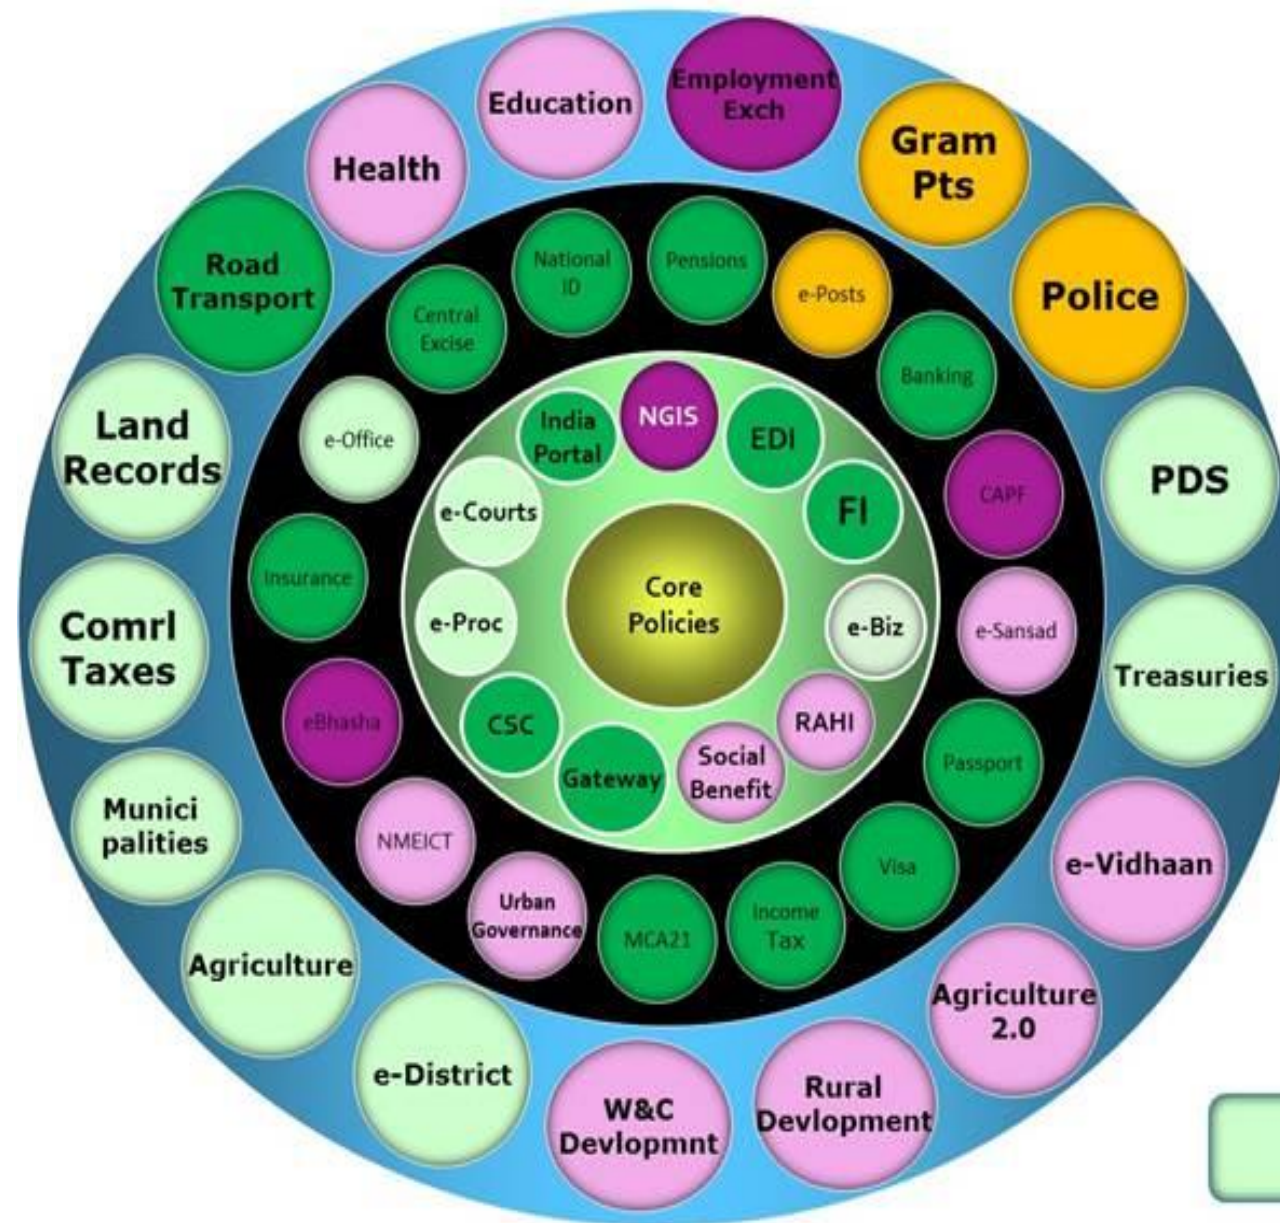 Education
Employment
Exch
Gram
Pts
Police
PDS
Treasuries
e-Vidhaan
Agriculture
2.0
Rural
Devlopment
W&C
Devlopmnt
e-District
Agriculture
Munici
palities
Comrl
Taxes
Land
Records
Road
Transport
Health
National
ID
Pensions
e-Posts
Banking
CAPF
e-Sansad
Passport
Visa
Income
Tax
MCA21
Urban
Governance
NMEICT
eBhasha
Insurance
e-Office
Central
Excise
India
Portal
NGIS
EDI
FI
e-Biz
RAHI
Social
Benefit
Gateway
CSC
e-Proc
e-Courts
Core
Policies